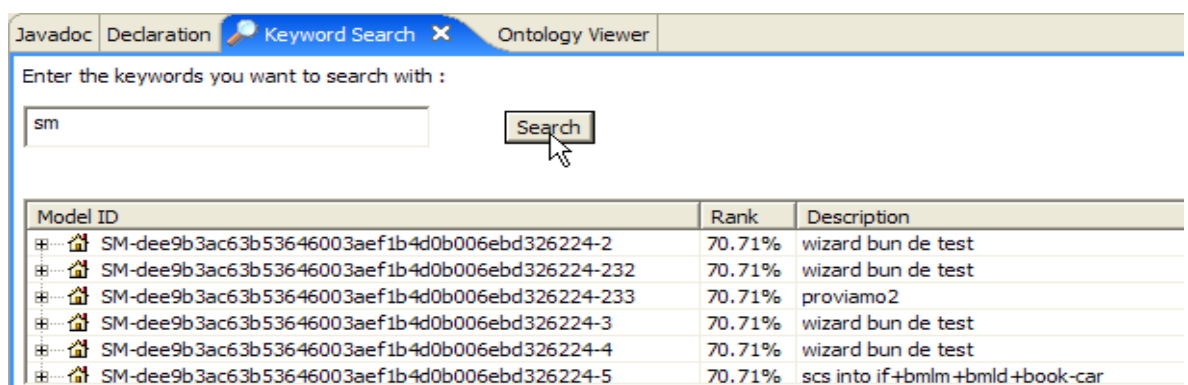 Javadoc Declaration Keyword Search Ontology Viewer
Enter the keywords you want to search with :
sm Search
Model ID Rank Description
SM-dee9b3ac63b53646003aef1b4d0b006ebd326224-2 70.71% wizard bun de test
SM-dee9b3ac63b53646003aef1b4d0b006ebd326224-232 70.71% wizard bun de test
SM-dee9b3ac63b53646003aef1b4d0b006ebd326224-233 70.71% proviamo2
SM-dee9b3ac63b53646003aef1b4d0b006ebd326224-3 70.71% wizard bun de test
SM-dee9b3ac63b53646003aef1b4d0b006ebd326224-4 70.71% wizard bun de test
SM-dee9b3ac63b53646003aef1b4d0b006ebd326224-5 70.71% scs into if+bmlm+bmld+book-car